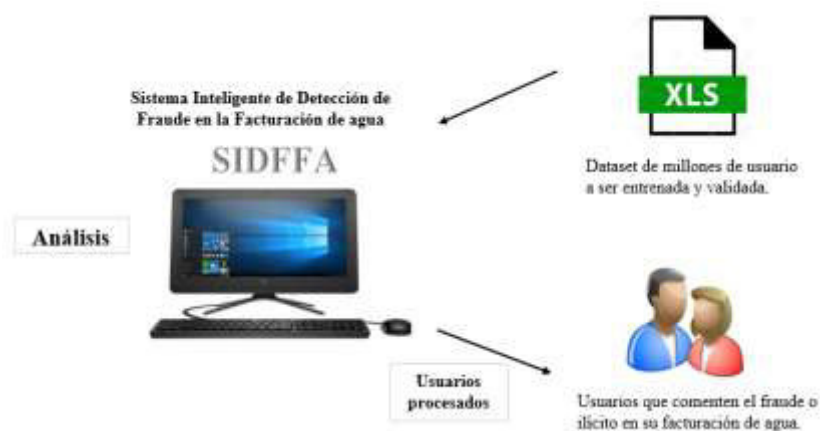 Sistema Inteligente de Detección de
Fraude en la Facturación de agua
SIDFFA
XLS
Dataset de millones de usuario
a ser entrenada y validada.
Análisis
Usuarios
procesados
Usuarios que comenten el fraude o
ilícito en su facturación de agua.